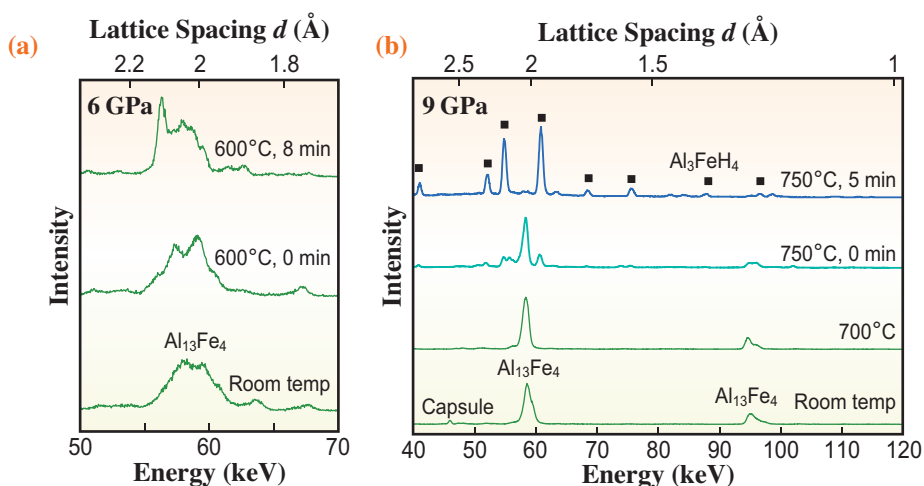 (a)
Lattice Spacing d (Å)
2.2 2 1.8
6 GPa
600°C, 8 min
600°C, 0 min
Al₁₃Fe₄
Room temp
Intensity
50 60 70
Energy (keV)
(b)
Lattice Spacing d (Å)
2.5 2 1.5 1
9 GPa
Al₃FeH₄
750°C, 5 min
750°C, 0 min
700°C
Al₁₃Fe₄
Capsule
Al₁₃Fe₄
Room temp
Intensity
40 50 60 70 80 90 100 110 120
Energy (keV)